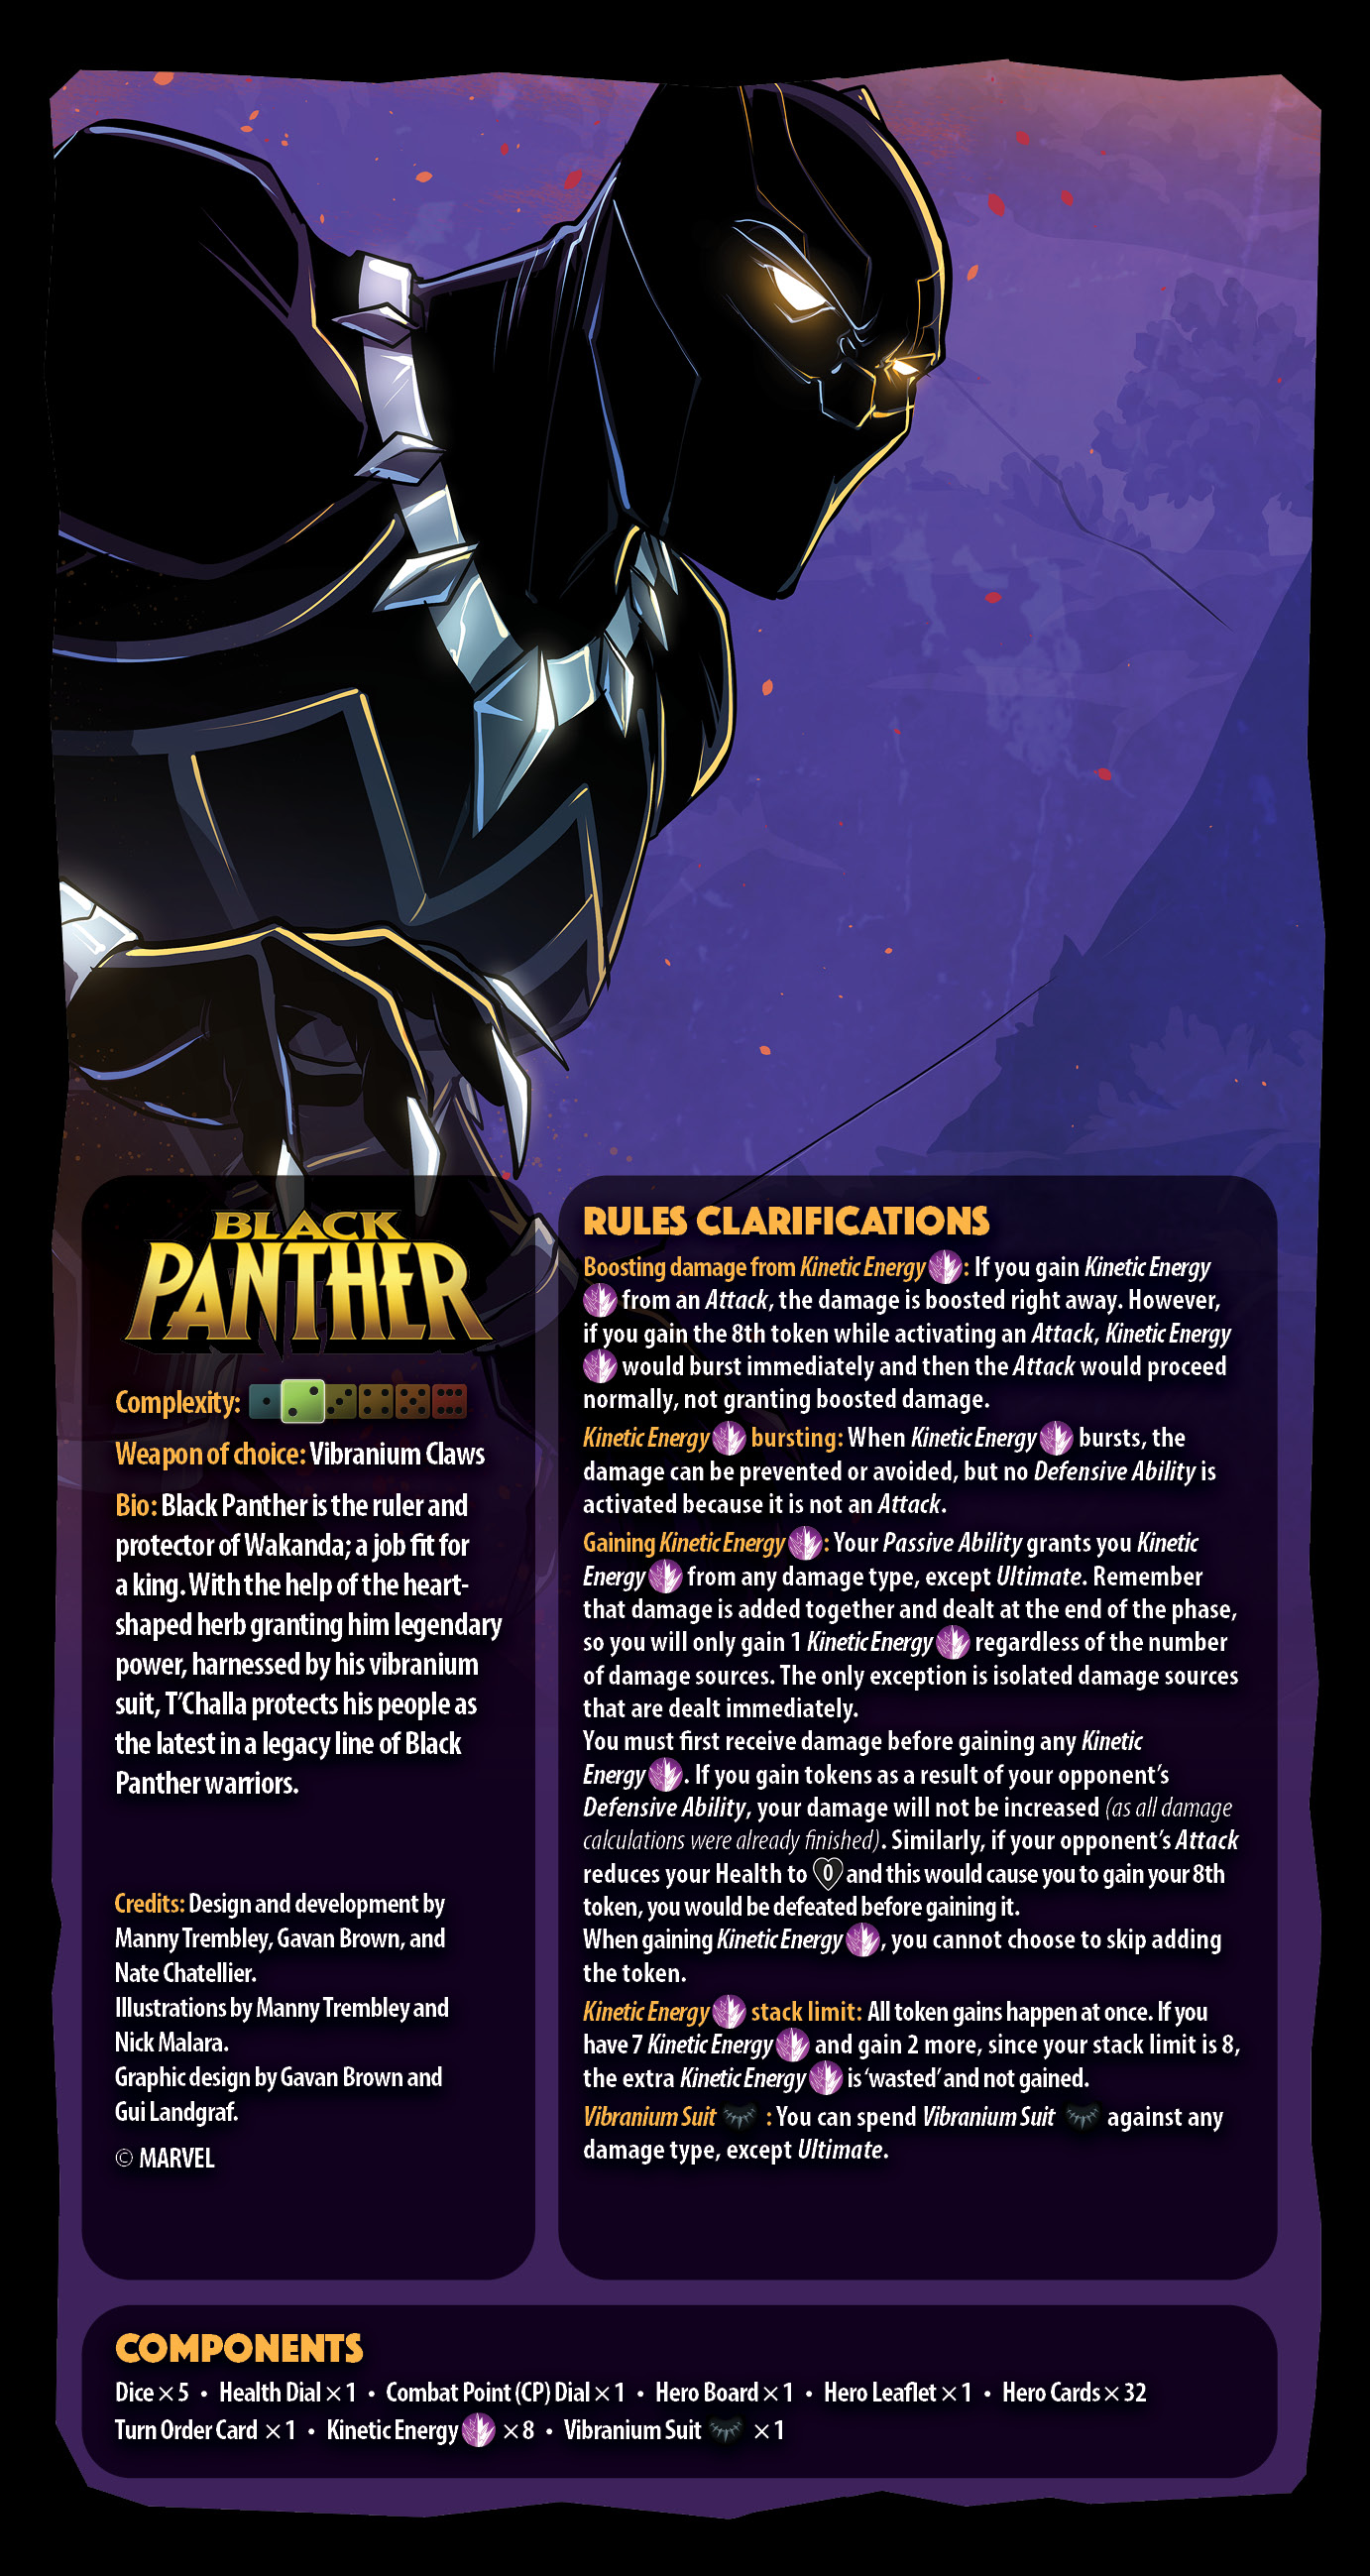 BLACK
PANTHER
Complexity:
Weapon of choice: Vibranium Claws
Bio: Black Panther is the ruler and
protector of Wakanda; a job fit for
a king. With the help of the heart-
shaped herb granting him legendary
power, harnessed by his vibranium
suit, T'Challa protects his people as
the latest in a legacy line of Black
Panther warriors.
Credits: Design and development by
Manny Trembley, Gavan Brown, and
Nate Chatellier.
Illustrations by Manny Trembley and
Nick Malara.
Graphic design by Gavan Brown and
Gui Landgraf.
© MARVEL
RULES CLARIFICATIONS
Boosting damage from Kinetic Energy : If you gain Kinetic Energy
from an Attack, the damage is boosted right away. However,
if you gain the 8th token while activating an Attack, Kinetic Energy
would burst immediately and then the Attack would proceed
normally, not granting boosted damage.
Kinetic Energy bursting: When Kinetic Energy bursts, the
damage can be prevented or avoided, but no Defensive Ability is
activated because it is not an Attack.
Gaining Kinetic Energy : Your Passive Ability grants you Kinetic
Energy from any damage type, except Ultimate. Remember
that damage is added together and dealt at the end of the phase,
so you will only gain 1 Kinetic Energy regardless of the number
of damage sources. The only exception is isolated damage sources
that are dealt immediately.
You must first receive damage before gaining any Kinetic
Energy . If you gain tokens as a result of your opponent's
Defensive Ability, your damage will not be increased (as all damage
calculations were already finished). Similarly, if your opponent's Attack
reduces your Health to 0 and this would cause you to gain your 8th
token, you would be defeated before gaining it.
When gaining Kinetic Energy , you cannot choose to skip adding
the token.
Kinetic Energy stack limit: All token gains happen at once. If you
have 7 Kinetic Energy and gain 2 more, since your stack limit is 8,
the extra Kinetic Energy is 'wasted' and not gained.
Vibranium Suit : You can spend Vibranium Suit against any
damage type, except Ultimate.
COMPONENTS
Dice × 5 • Health Dial × 1 • Combat Point (CP) Dial × 1 • Hero Board × 1 • Hero Leaflet × 1 • Hero Cards × 32
Turn Order Card × 1 • Kinetic Energy × 8 • Vibranium Suit × 1